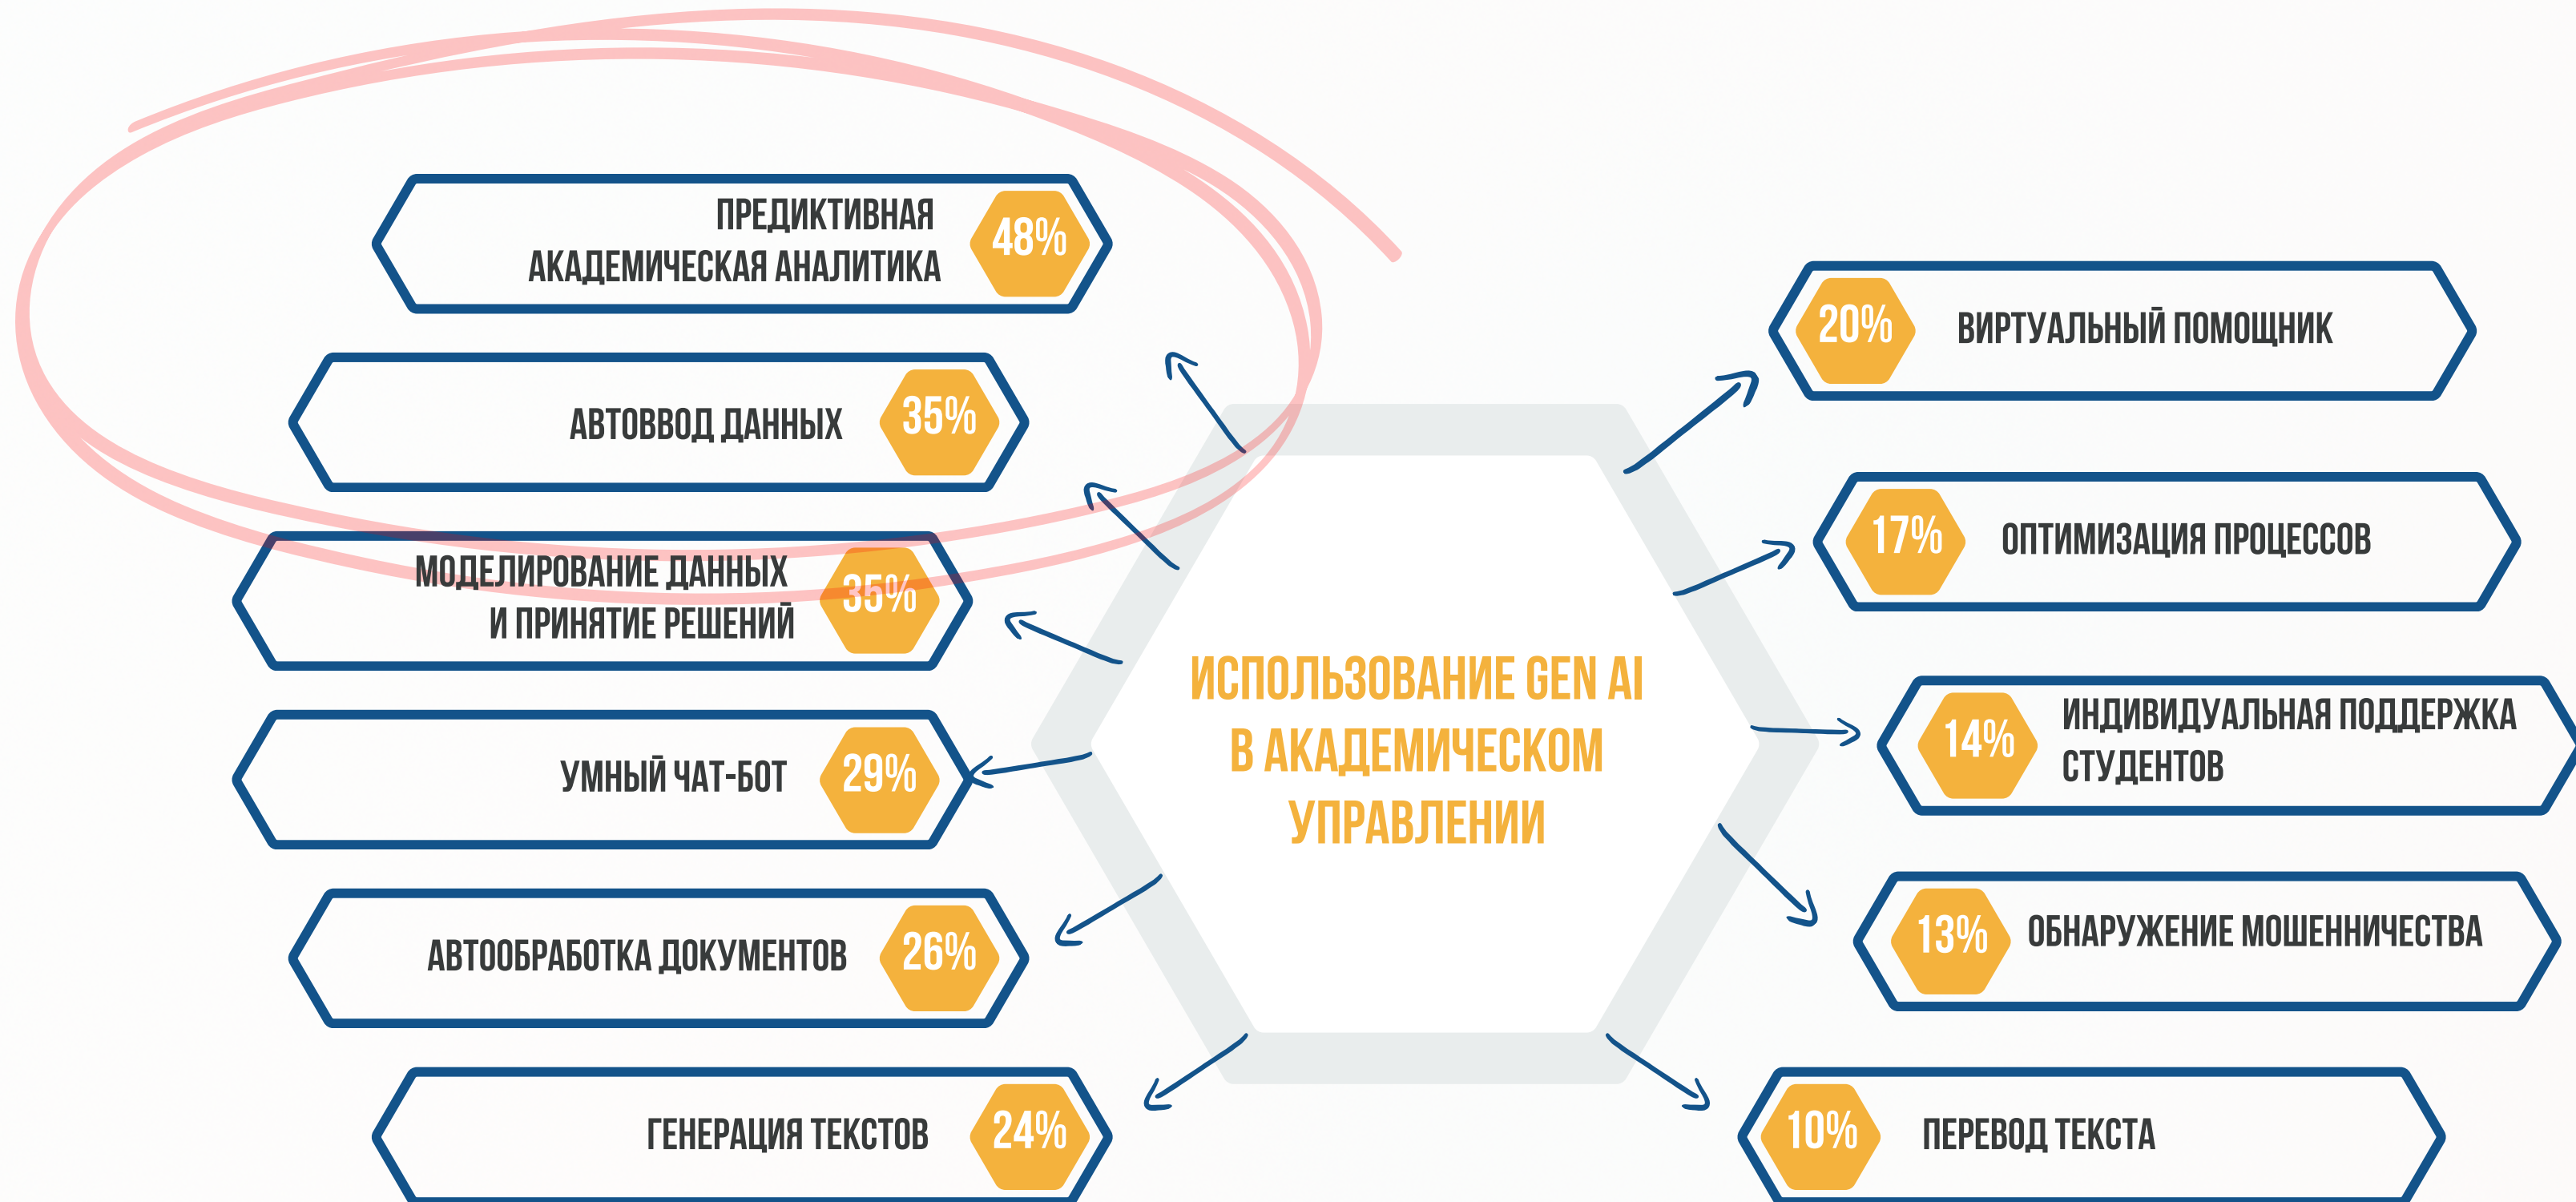 ПРЕДИКТИВНАЯ
АКАДЕМИЧЕСКАЯ АНАЛИТИКА
48%
АВТОВВОД ДАННЫХ
35%
МОДЕЛИРОВАНИЕ ДАННЫХ
И ПРИНЯТИЕ РЕШЕНИЙ
35%
УМНЫЙ ЧАТ-БОТ
29%
АВТООБРАБОТКА ДОКУМЕНТОВ
26%
ГЕНЕРАЦИЯ ТЕКСТОВ
24%
ИСПОЛЬЗОВАНИЕ GEN AI
В АКАДЕМИЧЕСКОМ
УПРАВЛЕНИИ
20%
ВИРТУАЛЬНЫЙ ПОМОЩНИК
17%
ОПТИМИЗАЦИЯ ПРОЦЕССОВ
14%
ИНДИВИДУАЛЬНАЯ ПОДДЕРЖКА
СТУДЕНТОВ
13%
ОБНАРУЖЕНИЕ МОШЕННИЧЕСТВА
10%
ПЕРЕВОД ТЕКСТА